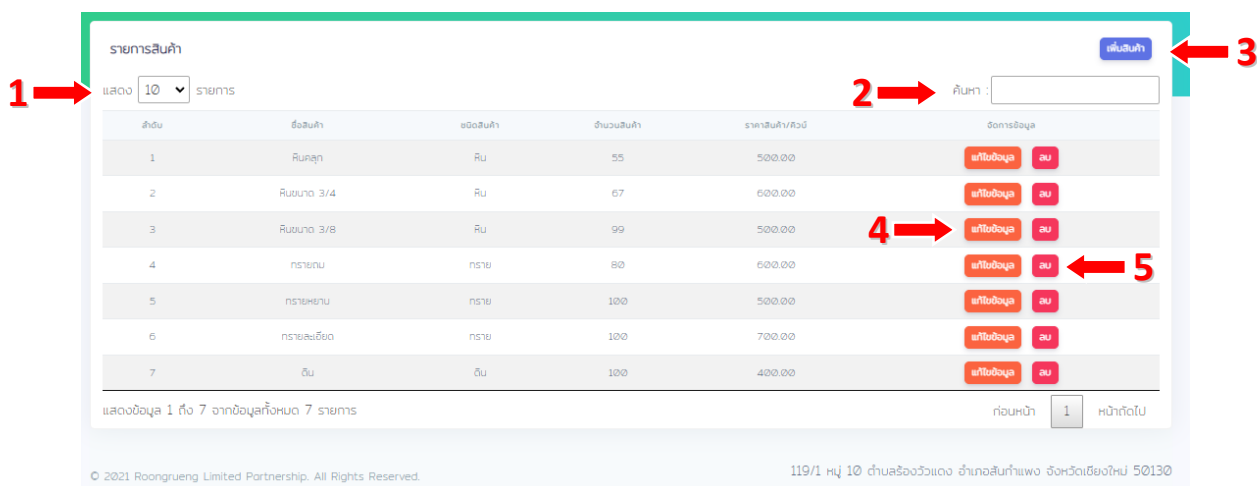 รายการสินค้า เพิ่มสินค้า 3
1 แสดง 10 รายการ 2 ค้นหา :
ลำดับ ชื่อสินค้า ชนิดสินค้า จำนวนสินค้า ราคาสินค้า/คิวบ์ จัดการข้อมูล
1 หินคลุก หิน 55 500.00 แก้ไขข้อมูล ลบ
2 หินขนาด 3/4 หิน 67 600.00 แก้ไขข้อมูล ลบ
3 หินขนาด 3/8 หิน 99 500.00 4 แก้ไขข้อมูล ลบ
4 ทรายถม ทราย 80 600.00 แก้ไขข้อมูล ลบ 5
5 ทรายหยาบ ทราย 100 500.00 แก้ไขข้อมูล ลบ
6 ทรายละเอียด ทราย 100 700.00 แก้ไขข้อมูล ลบ
7 ดิน ดิน 100 400.00 แก้ไขข้อมูล ลบ
แสดงข้อมูล 1 ถึง 7 จากข้อมูลทั้งหมด 7 รายการ ก่อนหน้า 1 หน้าถัดไป
© 2021 Roongrueng Limited Partnership. All Rights Reserved. 119/1 หมู่ 10 ตำบลร้องวัวแดง อำเภอสันกำแพง จังหวัดเชียงใหม่ 50130